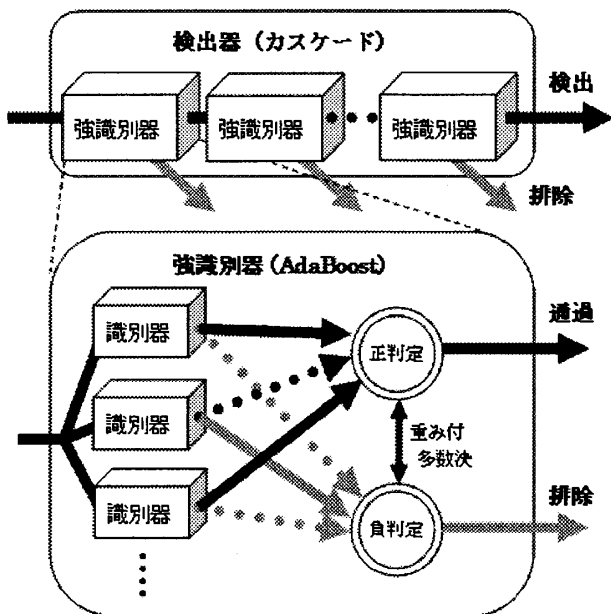 検出器（カスケード）
検出
強識別器
強識別器
強識別器
排除
強識別器(AdaBoost)
識別器
正判定
通過
識別器
重み付
多数決
識別器
負判定
排除